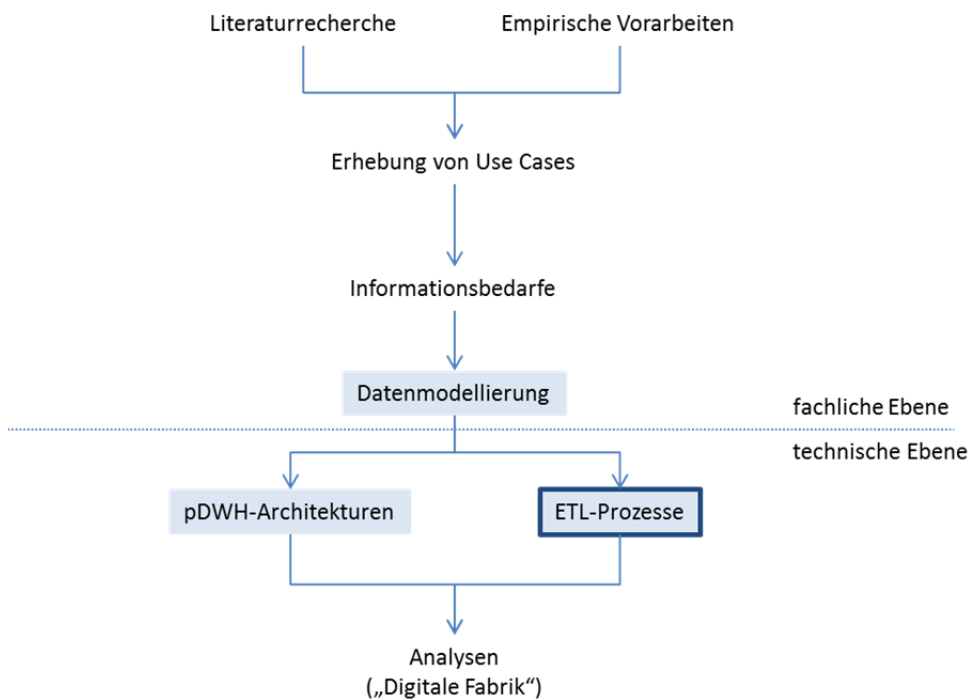 Literaturrecherche
Empirische Vorarbeiten
Erhebung von Use Cases
Informationsbedarfe
Datenmodellierung
fachliche Ebene
technische Ebene
pDWH-Architekturen
ETL-Prozesse
Analysen
(„Digitale Fabrik“)